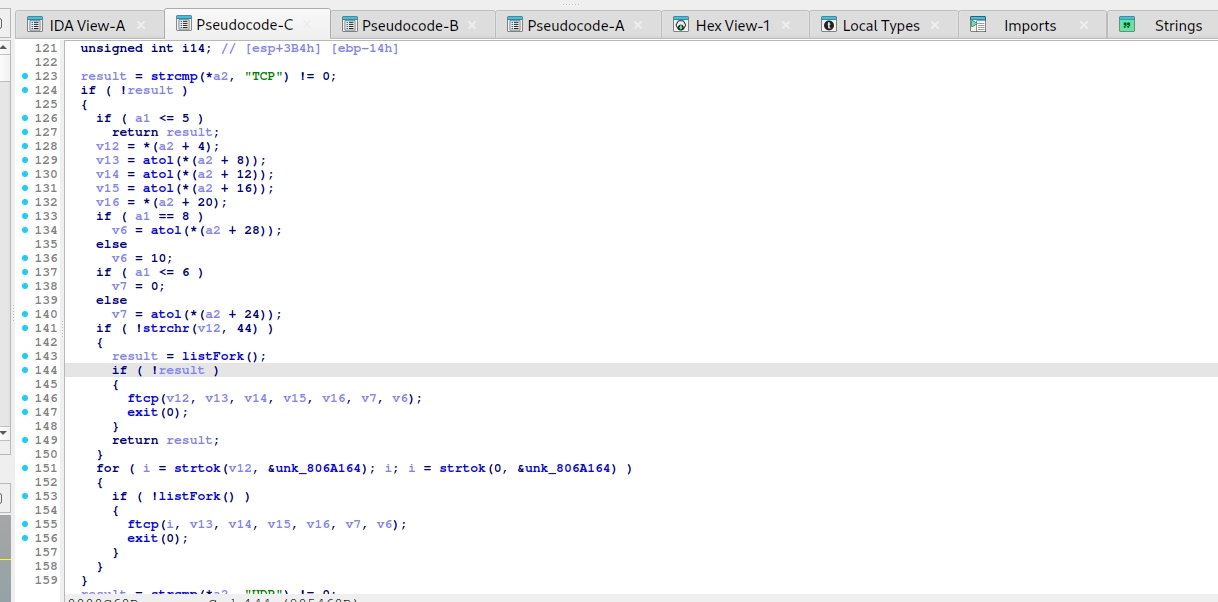 IDA View-A × Pseudocode-C × Pseudocode-B × Pseudocode-A × Hex View-1 × Local Types × Imports × Strings
121 unsigned int i14; // [esp+3B4h] [ebp-14h]
122
123 result = strcmp(*a2, "TCP") != 0;
124 if ( !result )
125 {
126 if ( a1 <= 5 )
127 return result;
128 v12 = *(a2 + 4);
129 v13 = atol(*(a2 + 8));
130 v14 = atol(*(a2 + 12));
131 v15 = atol(*(a2 + 16));
132 v16 = *(a2 + 20);
133 if ( a1 == 8 )
134 v6 = atol(*(a2 + 28));
135 else
136 v6 = 10;
137 if ( a1 <= 6 )
138 v7 = 0;
139 else
140 v7 = atol(*(a2 + 24));
141 if ( !strchr(v12, 44) )
142 {
143 result = listFork();
144 if ( !result )
145 {
146 ftcp(v12, v13, v14, v15, v16, v7, v6);
147 exit(0);
148 }
149 return result;
150 }
151 for ( i = strtok(v12, &unk_806A164); i; i = strtok(0, &unk_806A164) )
152 {
153 if ( !listFork() )
154 {
155 ftcp(i, v13, v14, v15, v16, v7, v6);
156 exit(0);
157 }
158 }
159 }
result = strcmp(*a2, "UDP") != 0;